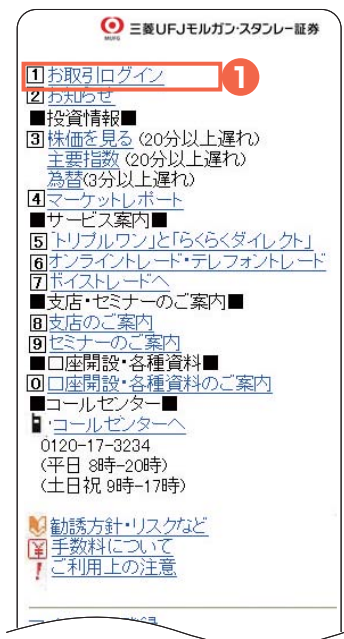 MUFG 三菱UFJモルガン・スタンレー証券
1 お取引ログイン 1
2 お知らせ
■投資情報■
3 株価を見る (20分以上遅れ)
主要指数 (20分以上遅れ)
為替(3分以上遅れ)
4 マーケットレポート
■サービス案内■
5 「トリプルワン」と「らくらくダイレクト」
6 オンライントレード・テレフォントレード
7 ボイストレードへ
■支店・セミナーのご案内■
8 支店のご案内
9 セミナーのご案内
■口座開設・各種資料■
0 口座開設・各種資料のご案内
■コールセンター■
・コールセンターへ
0120-17-3234
(平日 8時-20時)
(土日祝 9時-17時)
勧誘方針・リスクなど
¥ 手数料について
! ご利用上の注意